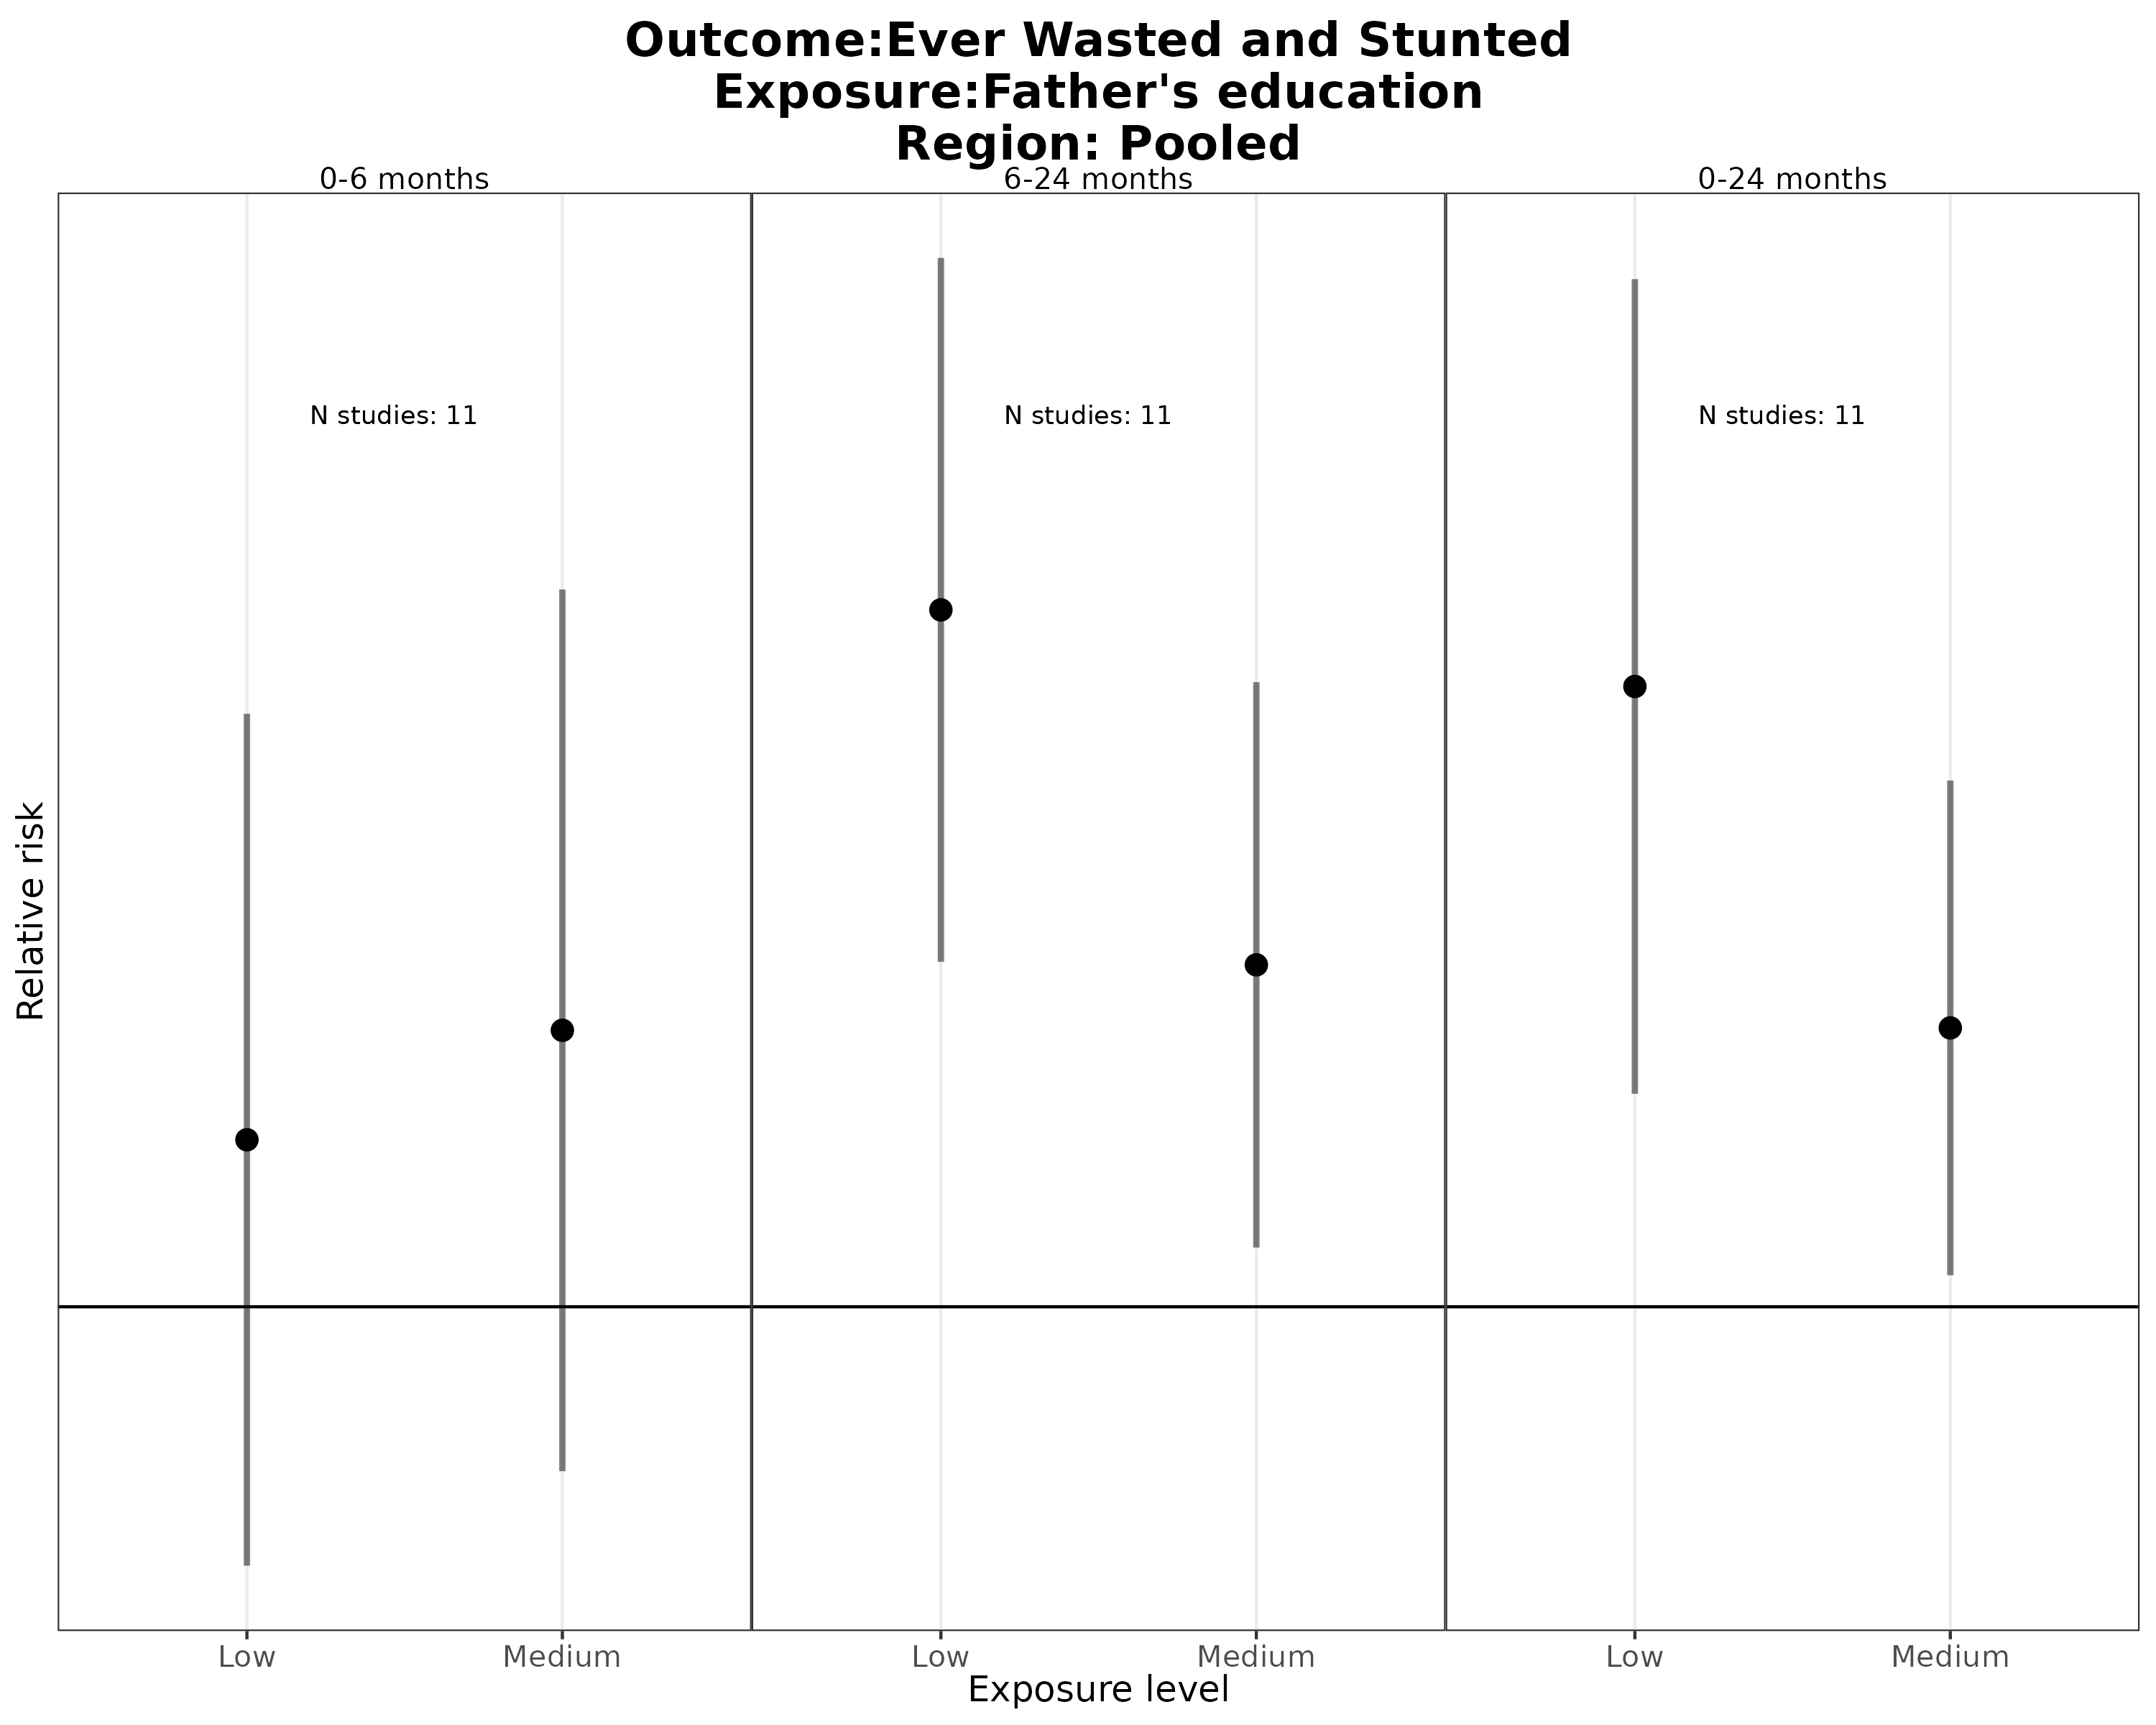 Outcome:Ever Wasted and Stunted
Exposure:Father's education
Region: Pooled
0-6 months
6-24 months
0-24 months
N studies: 11
N studies: 11
N studies: 11
Relative risk
Low
Medium
Low
Medium
Low
Medium
Exposure level